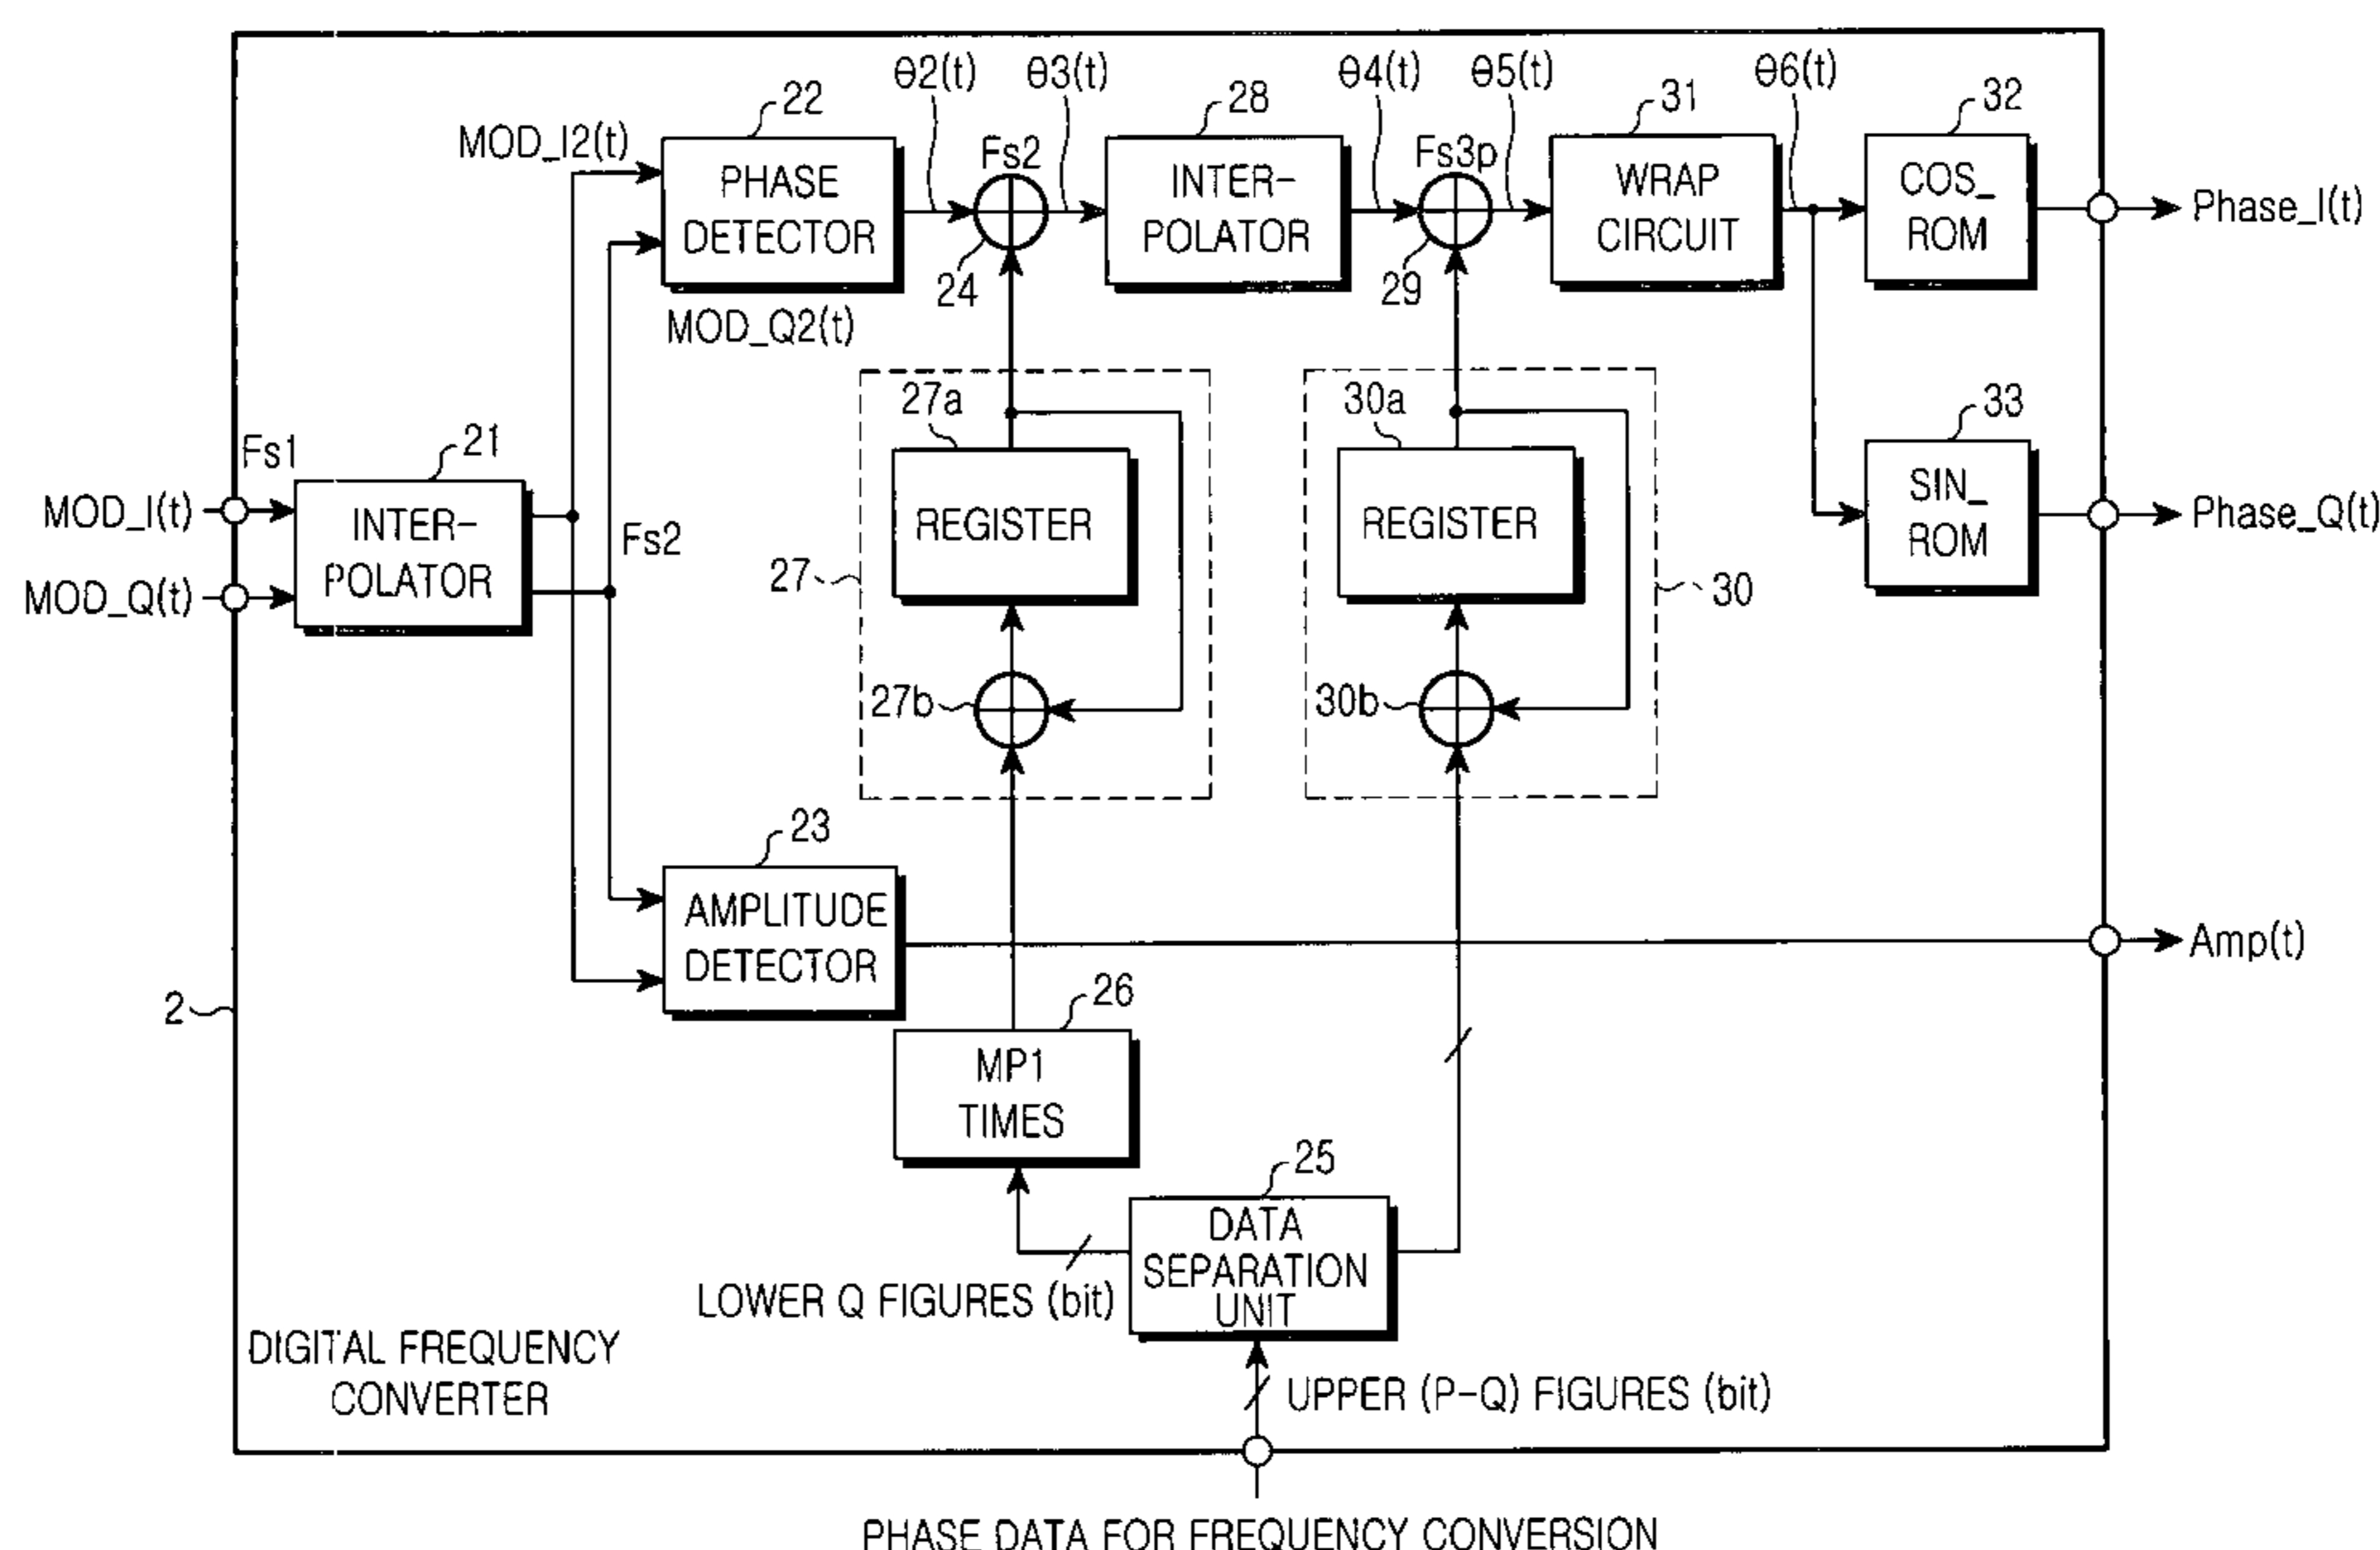 θ2(t)
θ3(t)
θ4(t)
θ5(t)
θ6(t)
22
28
31
32
MOD_I2(t)
Fs2
Fs3p
PHASE
DETECTOR
INTER-
POLATOR
WRAP
CIRCUIT
COS_
ROM
Phase_I(t)
24
29
MOD_Q2(t)
27a
30a
33
Fs1
21
MOD_I(t)
MOD_Q(t)
INTER-
POLATOR
Fs2
REGISTER
REGISTER
SIN_
ROM
Phase_Q(t)
27
30
27b
30b
23
AMPLITUDE
DETECTOR
Amp(t)
2
26
MP1
TIMES
25
DATA
SEPARATION
UNIT
LOWER Q FIGURES (bit)
DIGITAL FREQUENCY
CONVERTER
UPPER (P-Q) FIGURES (bit)
PHASE DATA FOR FREQUENCY CONVERSION